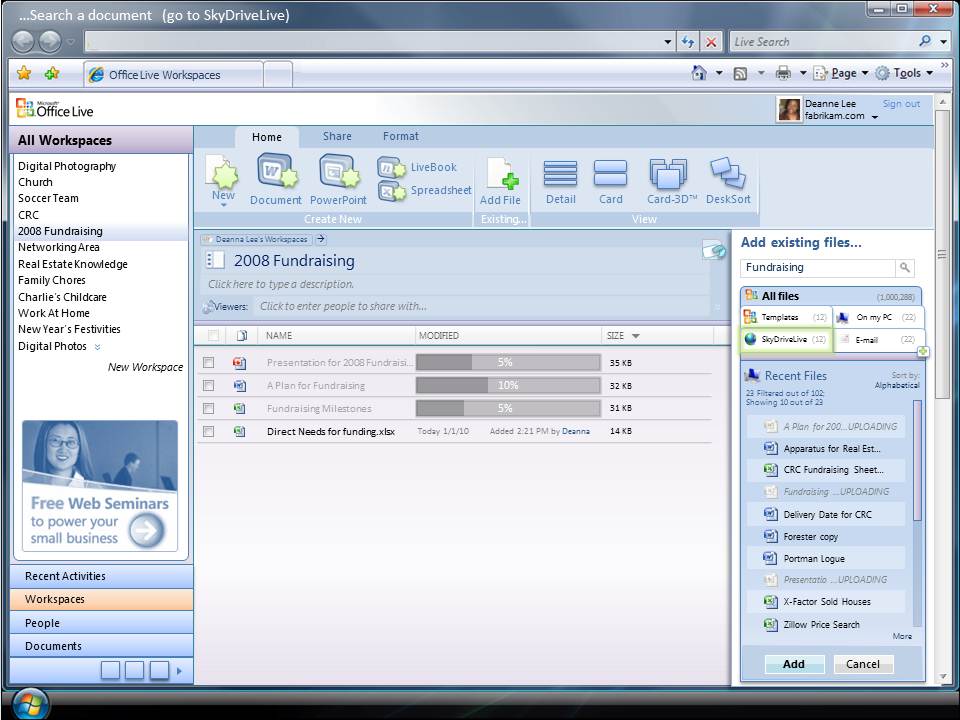 ...Search a document (go to SkyDriveLive)
Live Search
Office Live Workspaces
Page
Tools
Microsoft
Office Live
Deanne Lee
fabrikam.com
Sign out
All Workspaces
Digital Photography
Church
Soccer Team
CRC
2008 Fundraising
Networking Area
Real Estate Knowledge
Family Chores
Charlie's Childcare
Work At Home
New Year's Festivities
Digital Photos
New Workspace
Free Web Seminars
to power your
small business
Recent Activities
Workspaces
People
Documents
Home Share Format
New
Document
PowerPoint
LiveBook
Spreadsheet
Create New
Add File
Existing...
Detail
Card
Card-3D™
DeskSort
View
Deanna Lee's Workspaces
2008 Fundraising
Click here to type a description.
Viewers: Click to enter people to share with...
NAME MODIFIED SIZE
Presentation for 2008 Fundraisi... 5% 35 KB
A Plan for Fundraising 10% 32 KB
Fundraising Milestones 5% 31 KB
Direct Needs for funding.xlsx Today 1/1/10 Added 2:21 PM by Deanna 14 KB
Add existing files...
Fundraising
All files (1,000,288)
Templates (12) On my PC (22)
SkyDriveLive (12) E-mail (22)
Recent Files
Sort by:
Alphabetical
23 Filtered out of 102;
Showing 10 out of 23
A Plan for 200...UPLOADING
Apparatus for Real Est...
CRC Fundraising Sheet...
Fundraising ...UPLOADING
Delivery Date for CRC
Forester copy
Portman Logue
Presentatio ...UPLOADING
X-Factor Sold Houses
Zillow Price Search
More
Add Cancel